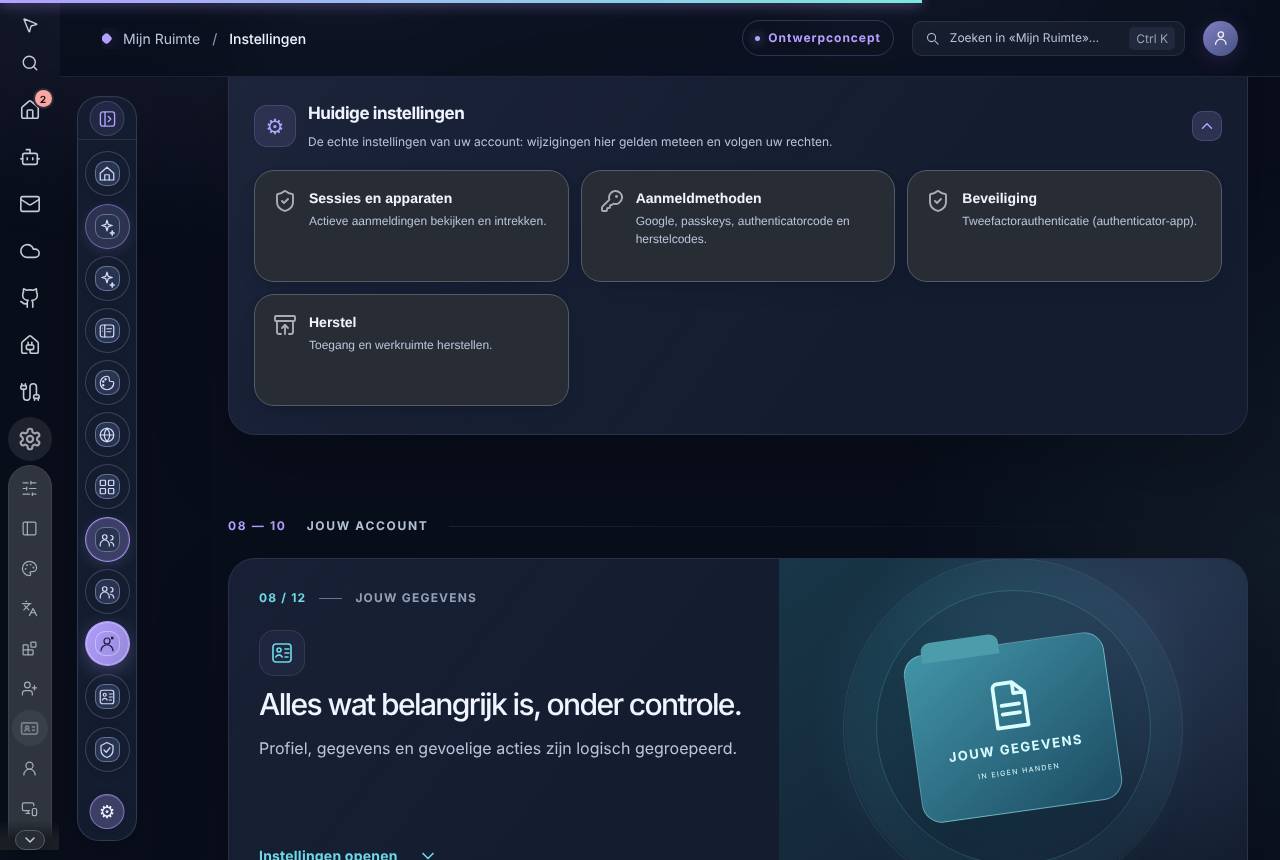 Mijn Ruimte / Instellingen
Ontwerpconcept
Zoeken in «Mijn Ruimte»...
Ctrl K
2
Huidige instellingen
De echte instellingen van uw account: wijzigingen hier gelden meteen en volgen uw rechten.
Sessies en apparaten
Actieve aanmeldingen bekijken en intrekken.
Aanmeldmethoden
Google, passkeys, authenticatorcode en
herstelcodes.
Beveiliging
Tweefactorauthenticatie (authenticator-app).
Herstel
Toegang en werkruimte herstellen.
08 — 10 JOUW ACCOUNT
08 / 12 — JOUW GEGEVENS
Alles wat belangrijk is, onder controle.
Profiel, gegevens en gevoelige acties zijn logisch gegroepeerd.
Instellingen openen
JOUW GEGEVENS
IN EIGEN HANDEN